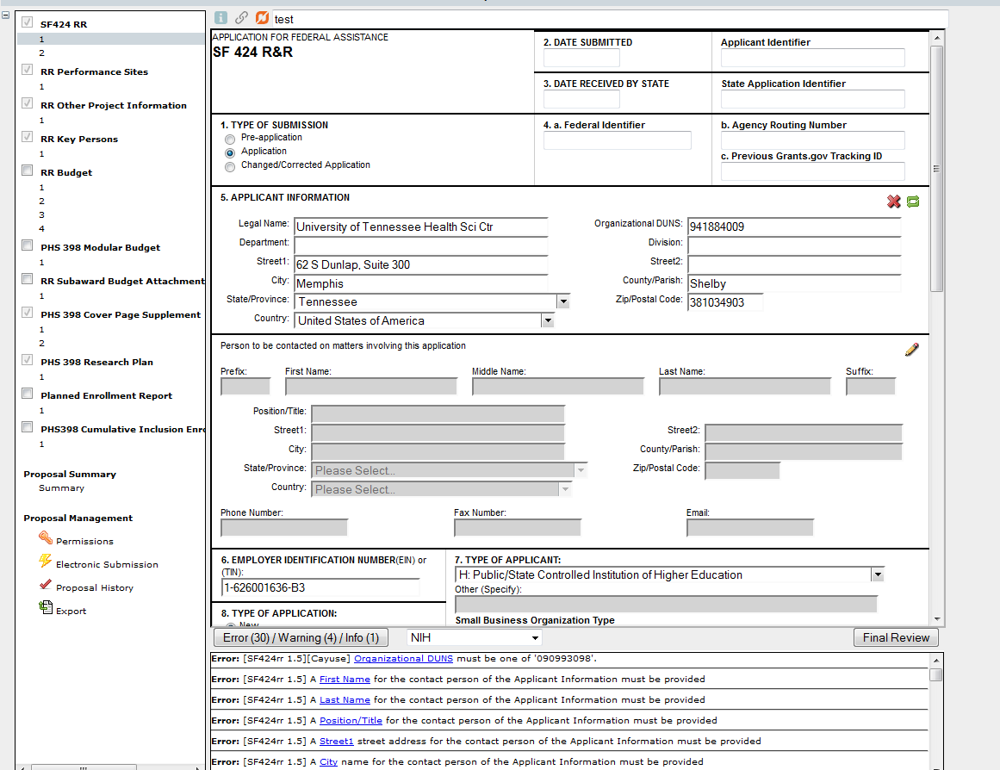 test
SF424 RR
1
2
RR Performance Sites
1
RR Other Project Information
1
RR Key Persons
1
RR Budget
1
2
3
4
PHS 398 Modular Budget
1
RR Subaward Budget Attachment
1
PHS 398 Cover Page Supplement
1
2
PHS 398 Research Plan
1
Planned Enrollment Report
1
PHS398 Cumulative Inclusion Enro
1
Proposal Summary
Summary
Proposal Management
Permissions
Electronic Submission
Proposal History
Export
APPLICATION FOR FEDERAL ASSISTANCE
SF 424 R&R
2. DATE SUBMITTED
Applicant Identifier
3. DATE RECEIVED BY STATE
State Application Identifier
1. TYPE OF SUBMISSION
Pre-application
Application
Changed/Corrected Application
4. a. Federal Identifier
b. Agency Routing Number
c. Previous Grants.gov Tracking ID
5. APPLICANT INFORMATION
Legal Name: University of Tennessee Health Sci Ctr Organizational DUNS: 941884009
Department: Division:
Street1: 62 S Dunlap, Suite 300 Street2:
City: Memphis County/Parish: Shelby
State/Province: Tennessee Zip/Postal Code: 381034903
Country: United States of America
Person to be contacted on matters involving this application
Prefix: First Name: Middle Name: Last Name: Suffix:
Position/Title:
Street1: Street2:
City: County/Parish:
State/Province: Please Select... Zip/Postal Code:
Country: Please Select...
Phone Number: Fax Number: Email:
6. EMPLOYER IDENTIFICATION NUMBER(EIN) or
(TIN):
1-626001636-B3
7. TYPE OF APPLICANT:
H: Public/State Controlled Institution of Higher Education
Other (Specify):
Small Business Organization Type
8. TYPE OF APPLICATION:
New
Error (30) / Warning (4) / Info (1) NIH Final Review
Error: [SF424rr 1.5][Cayuse] Organizational DUNS must be one of '090993098'.
Error: [SF424rr 1.5] A First Name for the contact person of the Applicant Information must be provided
Error: [SF424rr 1.5] A Last Name for the contact person of the Applicant Information must be provided
Error: [SF424rr 1.5] A Position/Title for the contact person of the Applicant Information must be provided
Error: [SF424rr 1.5] A Street1 street address for the contact person of the Applicant Information must be provided
Error: [SF424rr 1.5] A City name for the contact person of the Applicant Information must be provided